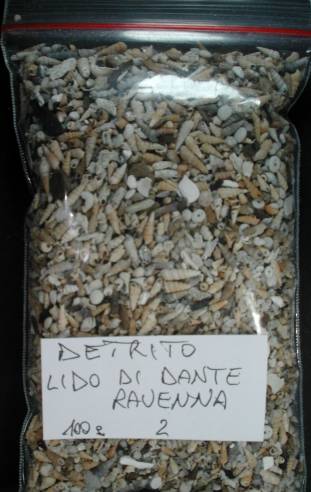 DETRITO
LIDO DI DANTE
RAVENNA
100 g 2